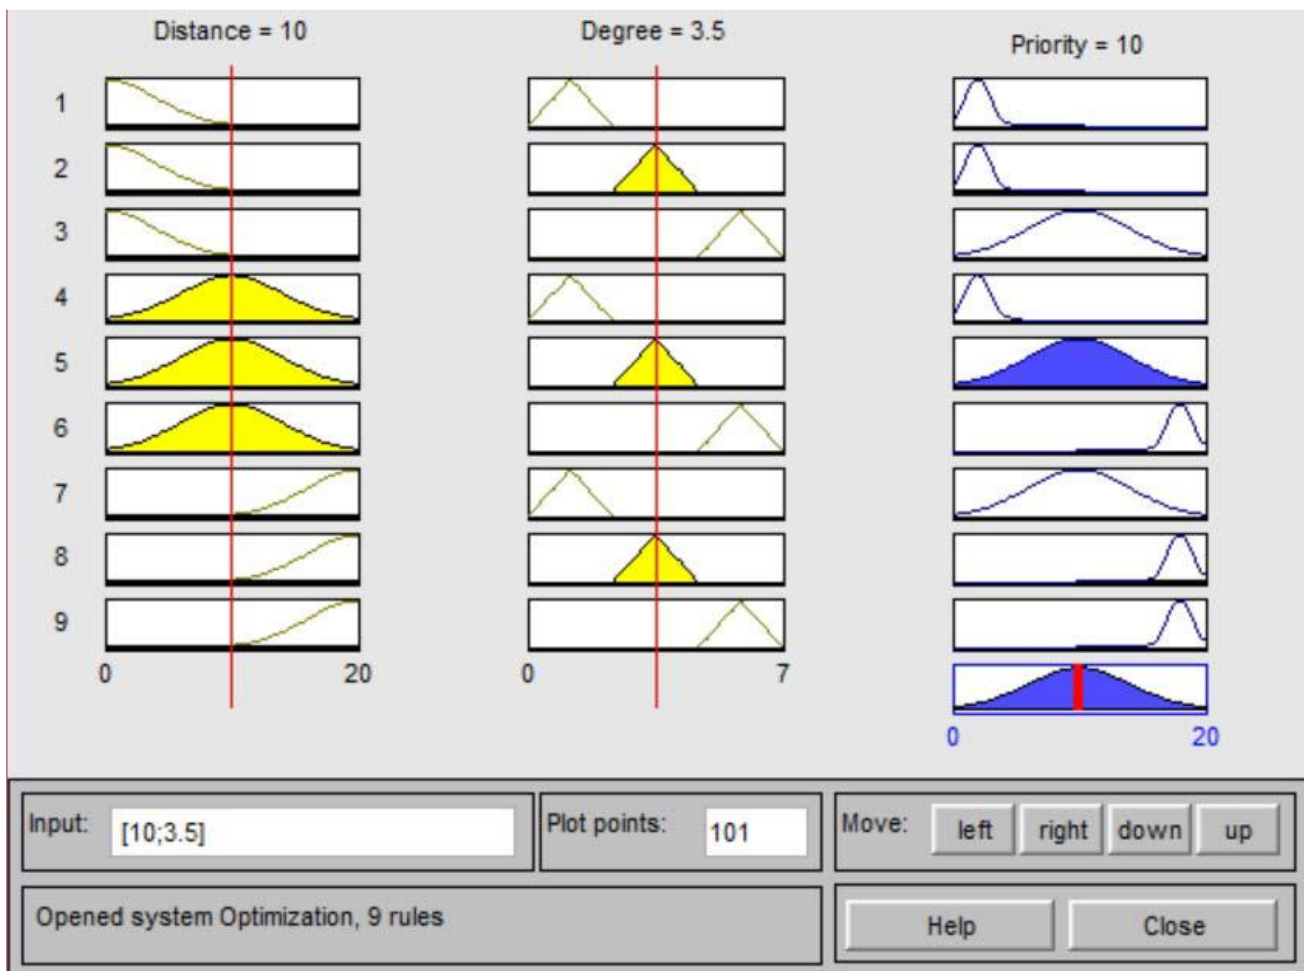 Distance = 10
Degree = 3.5
Priority = 10
1
2
3
4
5
6
7
8
9
0
20
0
7
0
20
Input:
[10;3.5]
Plot points:
101
Move:
left
right
down
up
Opened system Optimization, 9 rules
Help
Close